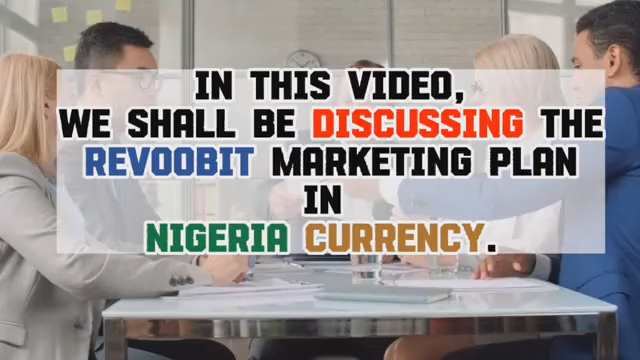 IN THIS VIDEO,
WE SHALL BE DISCUSSING THE
REVOOBIT MARKETING PLAN
IN
NIGERIA CURRENCY.